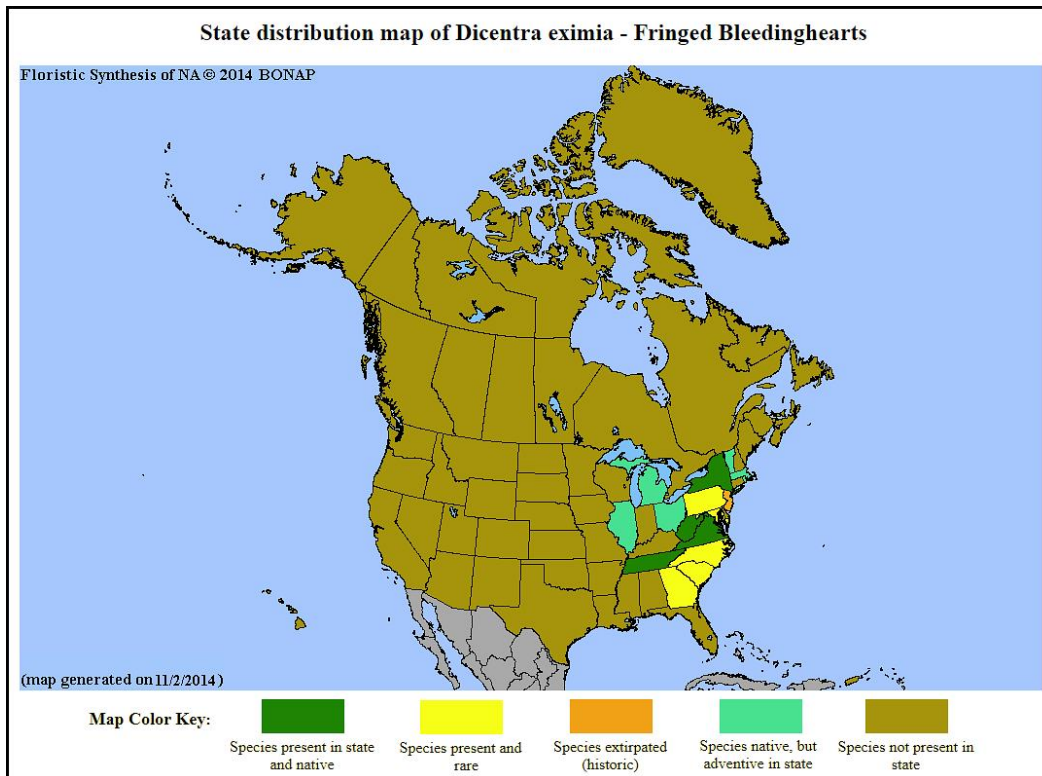 State distribution map of Dicentra eximia - Fringed Bleedinghearts
Floristic Synthesis of NA © 2014 BONAP
(map generated on 11/2/2014 )
Map Color Key:
Species present in state
and native
Species present and
rare
Species extirpated
(historic)
Species native, but
adventive in state
Species not present in
state